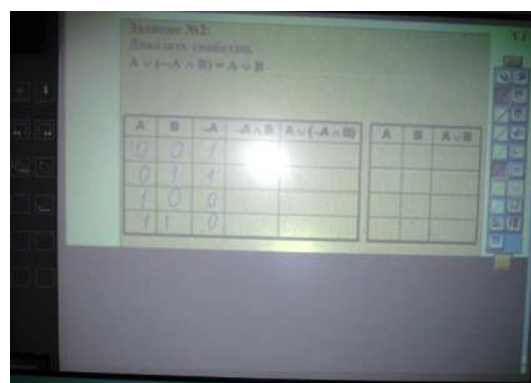 Задание №2:
Доказать свойство.
A ∨ (¬A ∧ B) = A ∨ B
A B ¬A ¬A ∧ B A ∨ (¬A ∧ B) A B A ∨ B
0 0 1
0 1 1
1 0 0
1 1 0